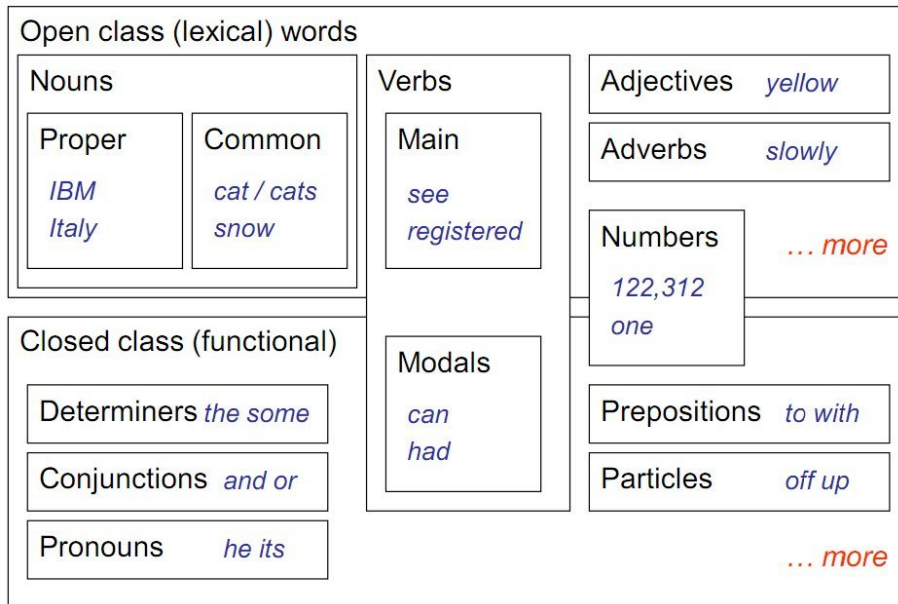 Open class (lexical) words
Nouns
Proper
IBM
Italy
Common
cat / cats
snow
Verbs
Main
see
registered
Adjectives yellow
Adverbs slowly
Numbers
122,312
one
… more
Closed class (functional)
Determiners the some
Conjunctions and or
Pronouns he its
Modals
can
had
Prepositions to with
Particles off up
… more